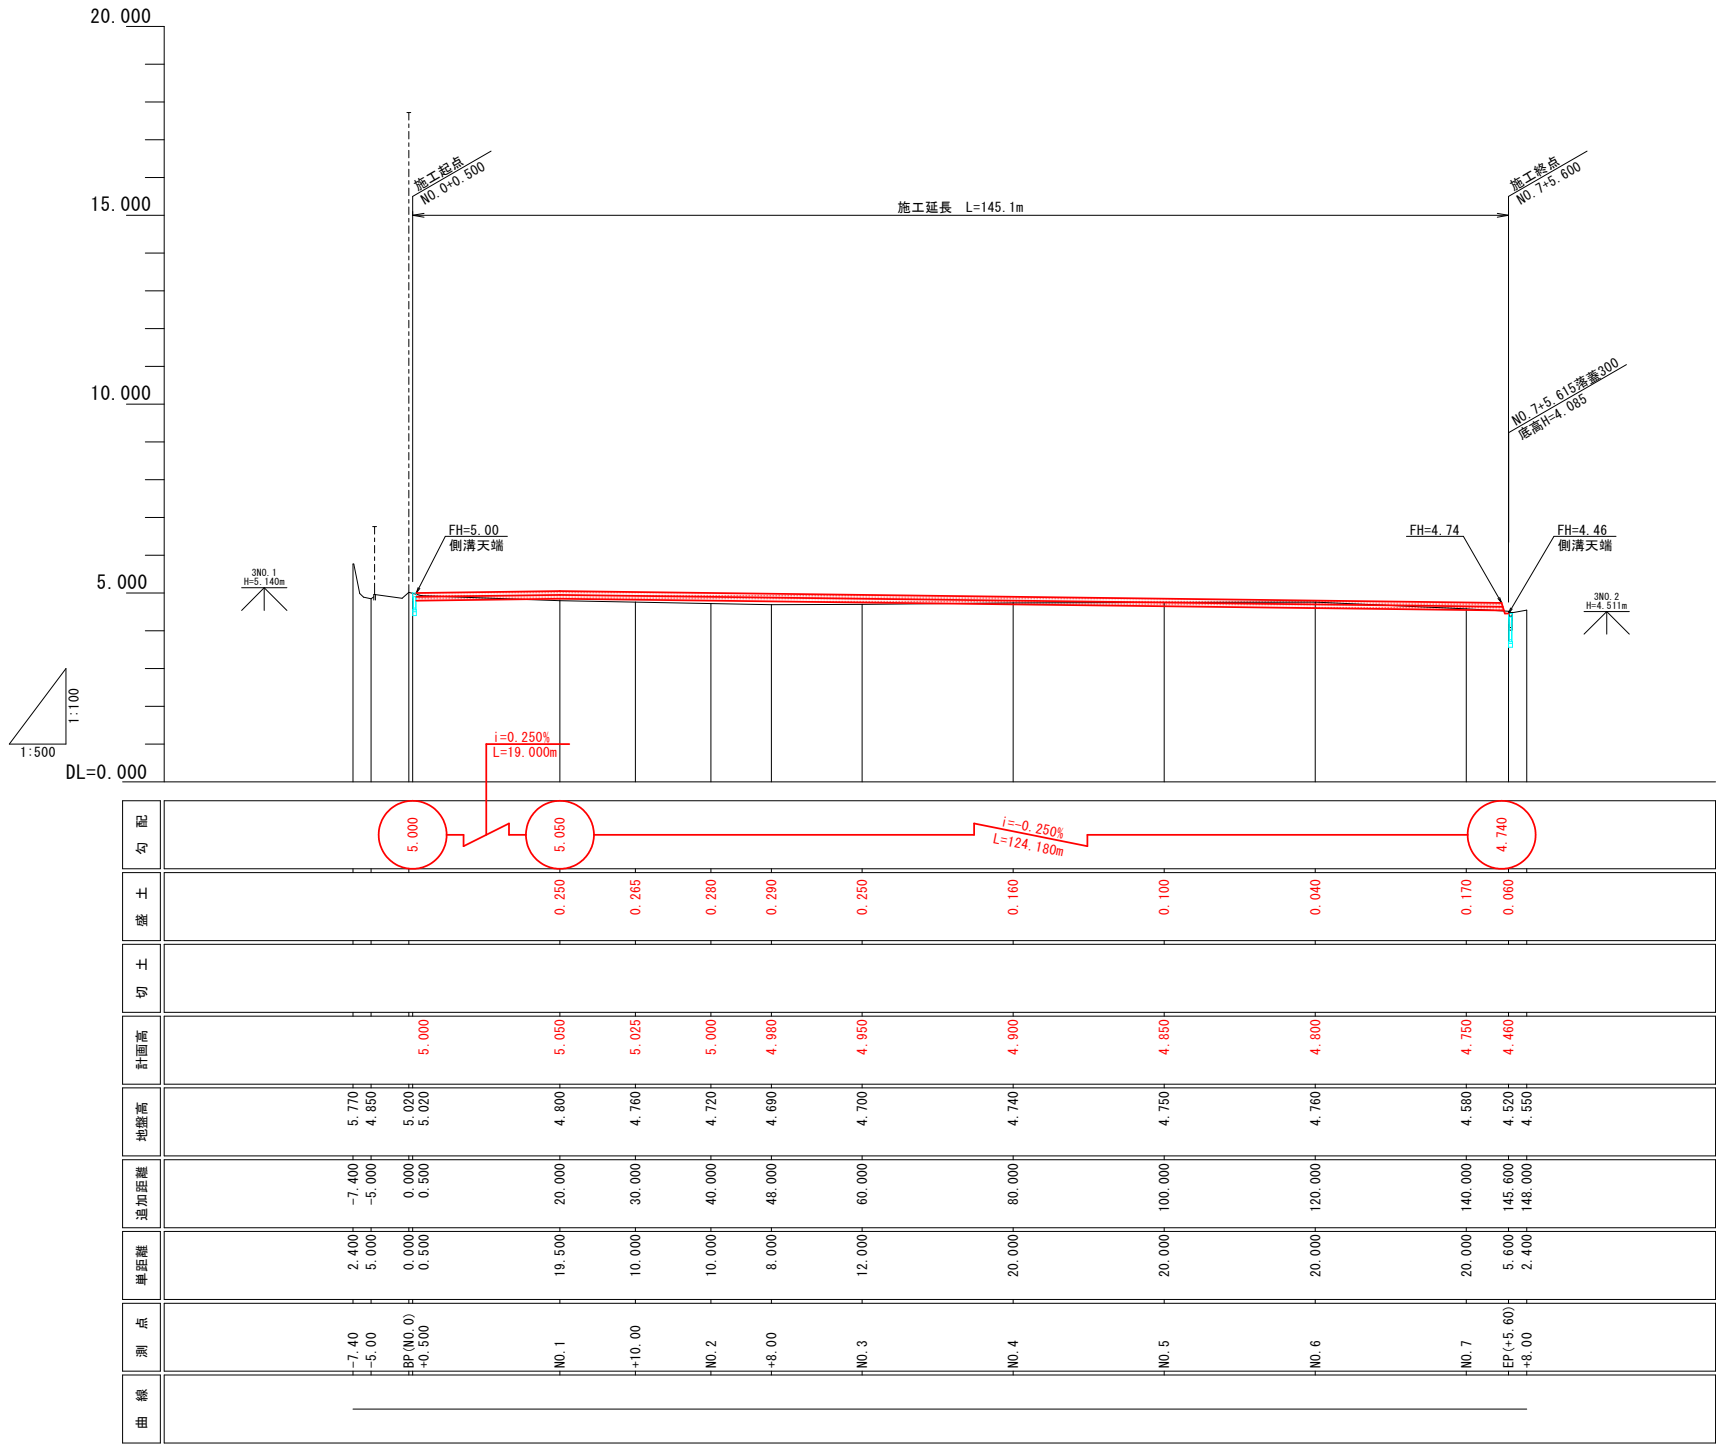 20.000
15.000
10.000
5.000
DL=0.000
1:100
1:500
施工起点
NO.0+0.500
施工延長 L=145.1m
施工終点
NO.7+5.600
NO.7+5.615落蓋300
底高H=4.085
3NO.1
H=5.140m
FH=5.00
側溝天端
FH=4.74
FH=4.46
側溝天端
3NO.2
H=4.511m
i=0.250%
L=19.000m
勾配
5.000
5.050
i=-0.250%
L=124.180m
4.740
盛土
0.250
0.265
0.280
0.290
0.250
0.160
0.100
0.040
0.170
0.060
切土
計画高
5.000
5.050
5.025
5.000
4.980
4.950
4.900
4.850
4.800
4.750
4.460
地盤高
5.770
4.850
5.020
5.020
4.800
4.760
4.720
4.690
4.700
4.740
4.750
4.760
4.580
4.520
4.550
追加距離
-7.400
-5.000
0.000
0.500
20.000
30.000
40.000
48.000
60.000
80.000
100.000
120.000
140.000
145.600
148.000
単距離
2.400
5.000
0.000
0.500
19.500
10.000
10.000
8.000
12.000
20.000
20.000
20.000
20.000
5.600
2.400
測点
-7.40
-5.00
BP(NO.0)
+0.500
NO.1
+10.00
NO.2
+8.00
NO.3
NO.4
NO.5
NO.6
NO.7
EP(+5.60)
+8.00
曲線